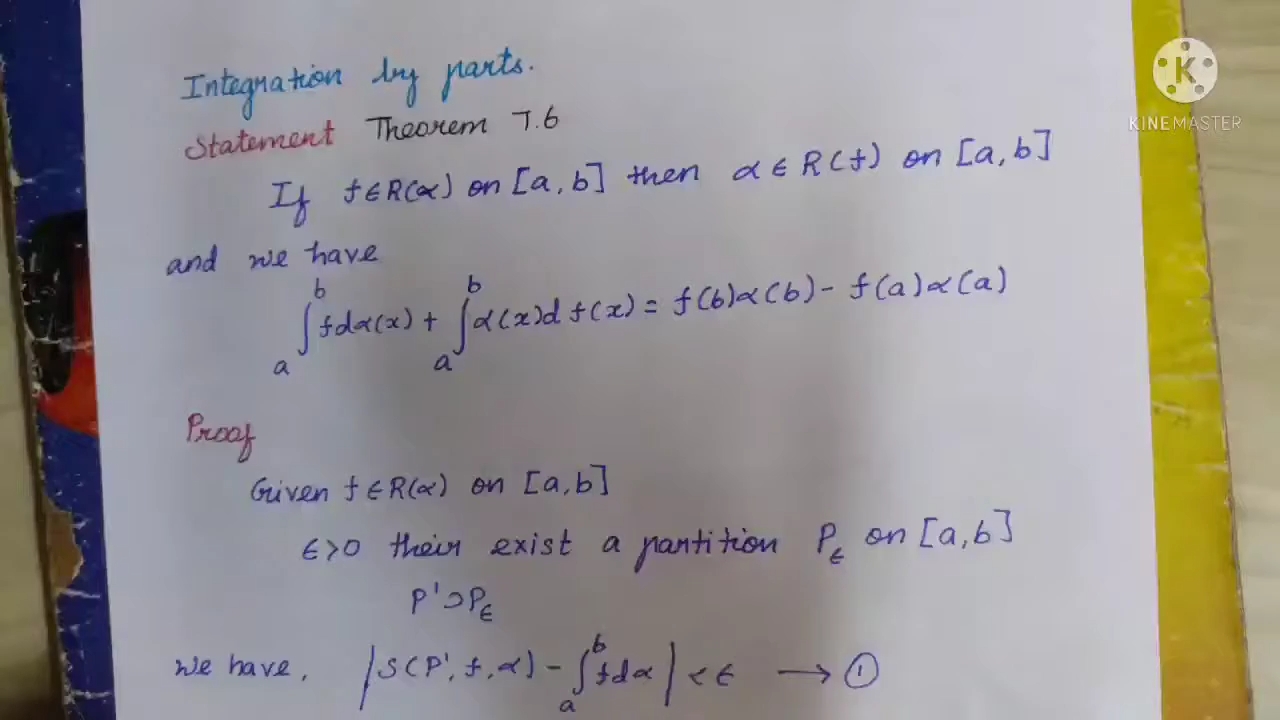 Integration by parts.
KINEMASTER
Statement Theorem 7.6
If f∈R(α) on [a, b] then α∈R(f) on [a, b]
and we have
∫_a^b f dα(x) + ∫_a^b α(x)d f(x) = f(b)α(b) - f(a)α(a)
Proof
Given f∈R(α) on [a,b]
ϵ>0 their exist a partition P_ϵ on [a,b]
P'⊃P_ϵ
we have, |S(P', f, α) - ∫_a^b f dα| < ϵ → ①